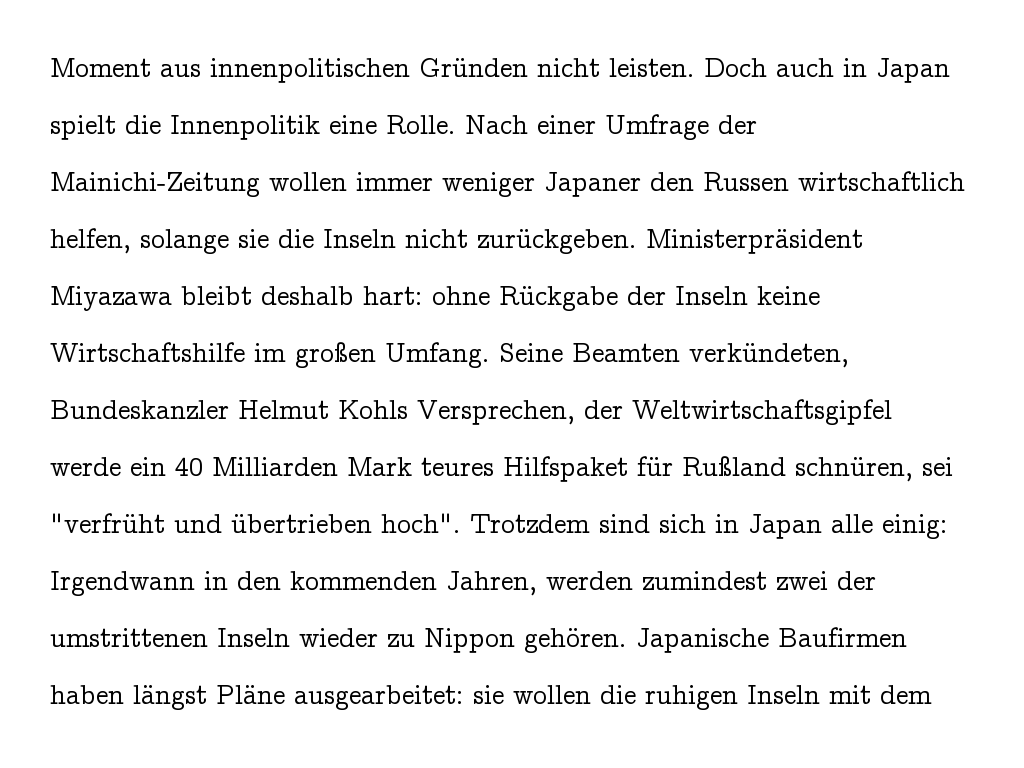 Moment aus innenpolitischen Gründen nicht leisten. Doch auch in Japan
spielt die Innenpolitik eine Rolle. Nach einer Umfrage der
Mainichi-Zeitung wollen immer weniger Japaner den Russen wirtschaftlich
helfen, solange sie die Inseln nicht zurückgeben. Ministerpräsident
Miyazawa bleibt deshalb hart: ohne Rückgabe der Inseln keine
Wirtschaftshilfe im großen Umfang. Seine Beamten verkündeten,
Bundeskanzler Helmut Kohls Versprechen, der Weltwirtschaftsgipfel
werde ein 40 Milliarden Mark teures Hilfspaket für Rußland schnüren, sei
"verfrüht und übertrieben hoch". Trotzdem sind sich in Japan alle einig:
Irgendwann in den kommenden Jahren, werden zumindest zwei der
umstrittenen Inseln wieder zu Nippon gehören. Japanische Baufirmen
haben längst Pläne ausgearbeitet: sie wollen die ruhigen Inseln mit dem